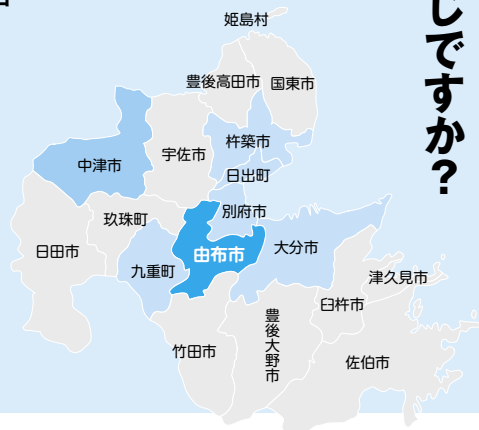 じですか?
姫島村
豊後高田市
国東市
中津市
宇佐市
杵築市
日出町
玖珠町
別府市
日田市
九重町
由布市
大分市
津久見市
臼杵市
竹田市
豊後大野市
佐伯市